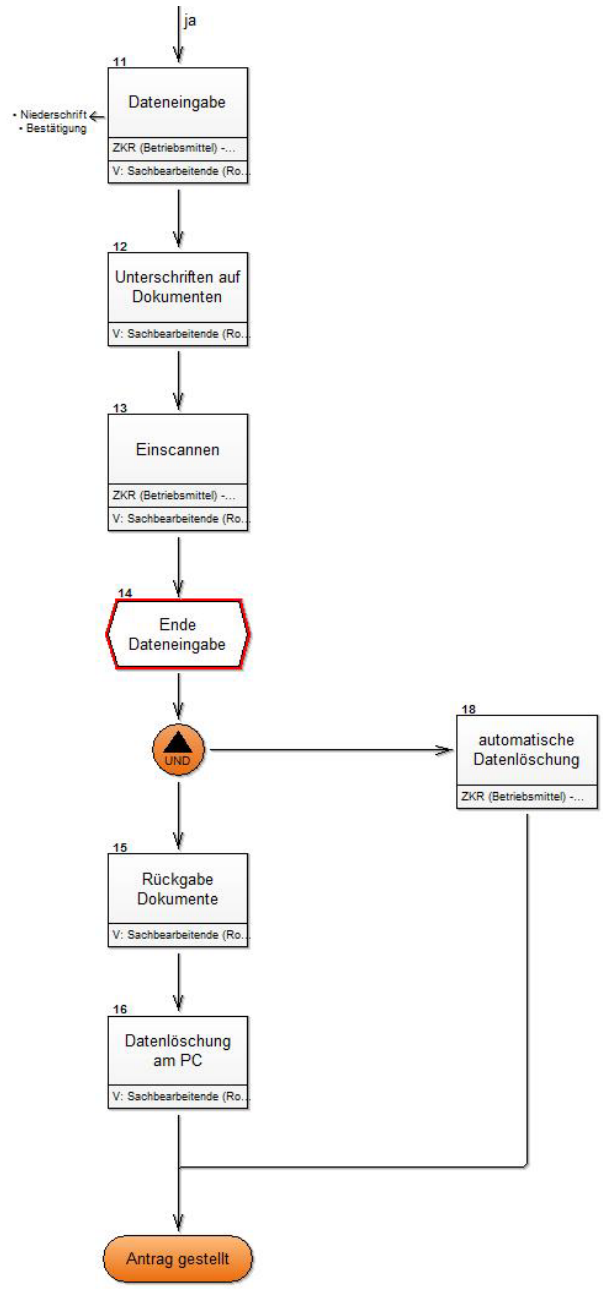 ja
11
Dateneingabe
• Niederschrift
• Bestätigung
ZKR (Betriebsmittel) -...
V: Sachbearbeitende (Ro...
12
Unterschriften auf
Dokumenten
V: Sachbearbeitende (Ro...
13
Einscannen
ZKR (Betriebsmittel) -...
V: Sachbearbeitende (Ro...
14
Ende
Dateneingabe
UND
18
automatische
Datenlöschung
ZKR (Betriebsmittel) -...
15
Rückgabe
Dokumente
V: Sachbearbeitende (Ro...
16
Datenlöschung
am PC
V: Sachbearbeitende (Ro...
Antrag gestellt